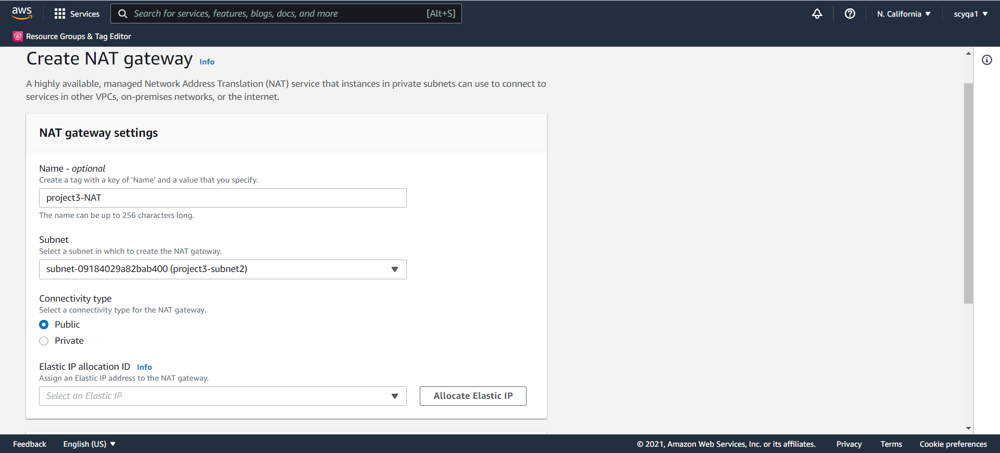 aws
Services
Search for services, features, blogs, docs, and more
[Alt+S]
N. California
scyqa1
Resource Groups & Tag Editor
Create NAT gateway Info
A highly available, managed Network Address Translation (NAT) service that instances in private subnets can use to connect to
services in other VPCs, on-premises networks, or the internet.
NAT gateway settings
Name - optional
Create a tag with a key of 'Name' and a value that you specify.
project3-NAT
The name can be up to 256 characters long.
Subnet
Select a subnet in which to create the NAT gateway.
subnet-09184029a82bab400 (project3-subnet2)
Connectivity type
Select a connectivity type for the NAT gateway.
Public
Private
Elastic IP allocation ID Info
Assign an Elastic IP address to the NAT gateway.
Select an Elastic IP
Allocate Elastic IP
Feedback
English (US)
© 2021, Amazon Web Services, Inc. or its affiliates.
Privacy
Terms
Cookie preferences